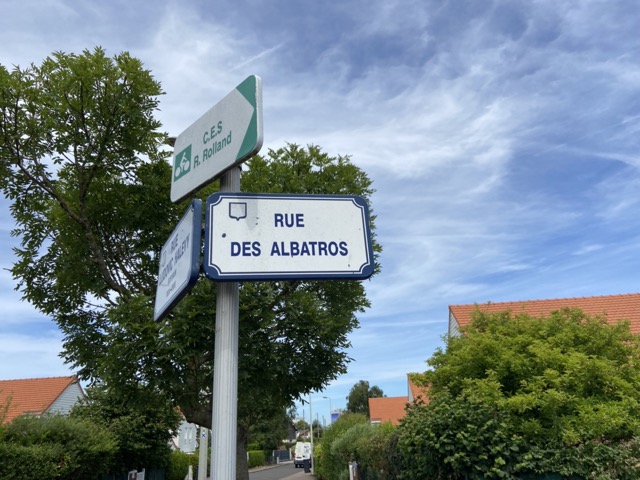 C.E.S
R. Rolland
RUE
DES ALBATROS
RUE